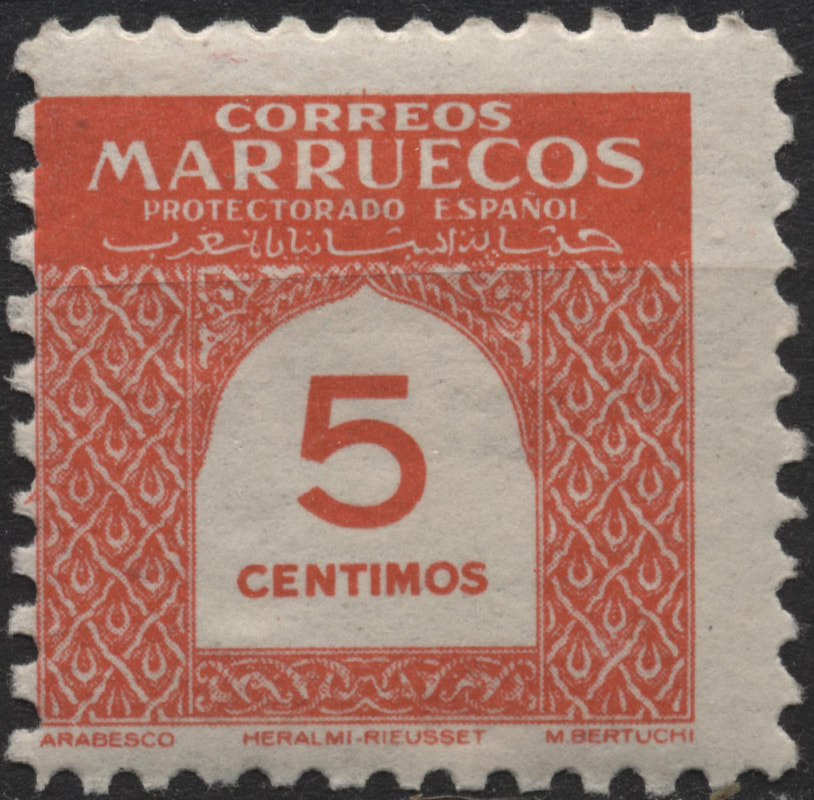 CORREOS
MARRUECOS
PROTECTORADO ESPAÑOL
5
CENTIMOS
ARABESCO HERALMI-RIEUSSET M.BERTUCHI